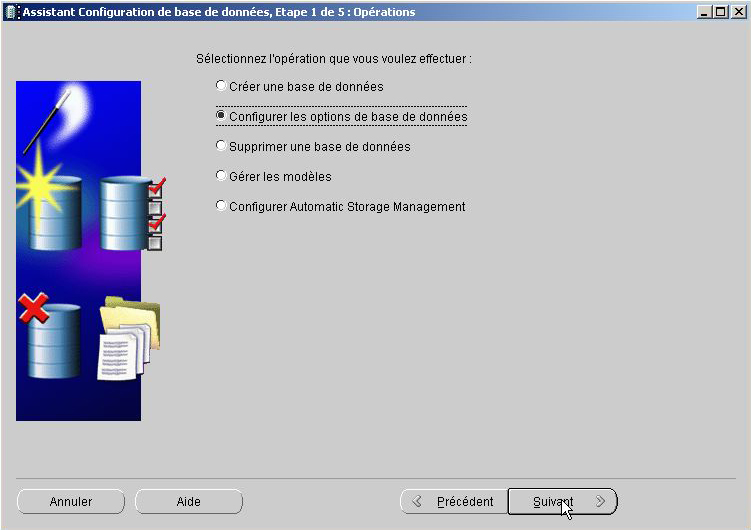 Assistant Configuration de base de données, Etape 1 de 5 : Opérations
Sélectionnez l'opération que vous voulez effectuer :
Créer une base de données
Configurer les options de base de données
Supprimer une base de données
Gérer les modèles
Configurer Automatic Storage Management
Annuler
Aide
Précédent
Suivant